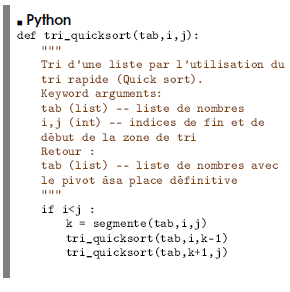 Python
def tri_quicksort(tab,i,j):
"""
Tri d'une liste par l'utilisation du
tri rapide (Quick sort).
Keyword arguments:
tab (list) -- liste de nombres
i,j (int) -- indices de fin et de
début de la zone de tri
Retour :
tab (list) -- liste de nombres avec
le pivot àsa place définitive
"""
if i<j :
k = segmente(tab,i,j)
tri_quicksort(tab,i,k-1)
tri_quicksort(tab,k+1,j)